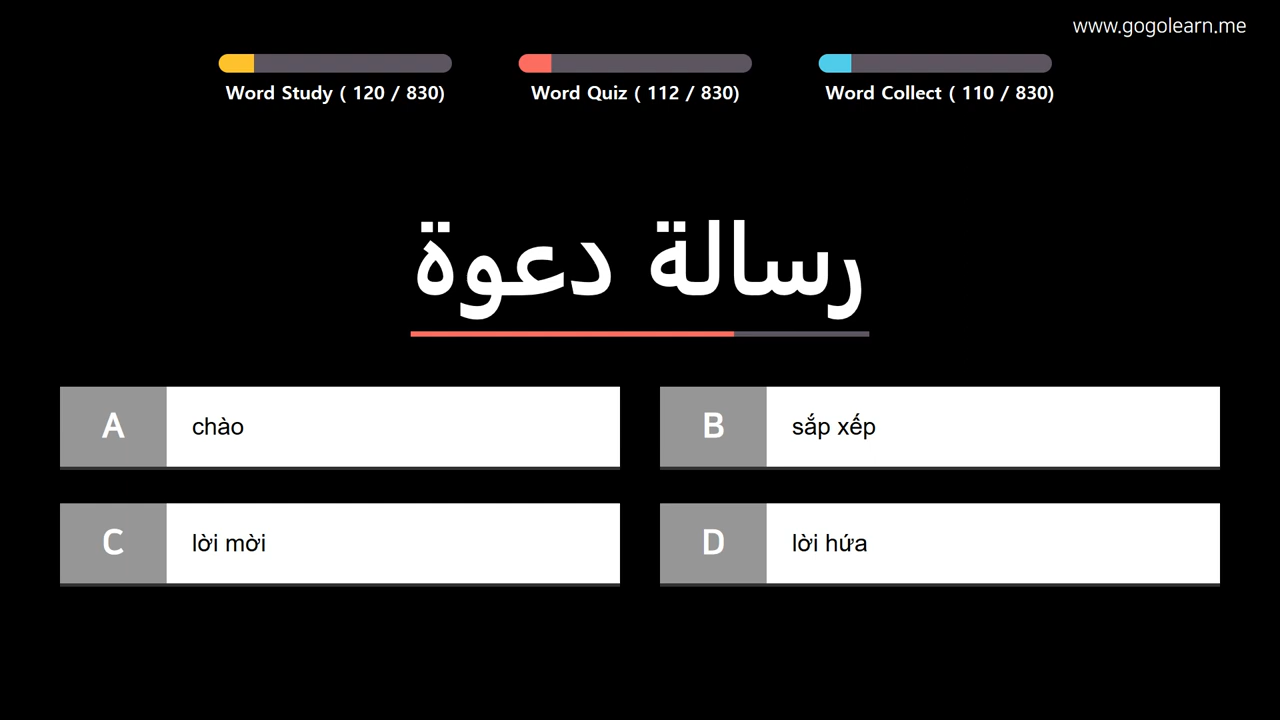 www.gogolearn.me
Word Study ( 120 / 830)
Word Quiz ( 112 / 830)
Word Collect ( 110 / 830)
رسالة دعوة
A
chào
B
sắp xếp
C
lời mời
D
lời hứa